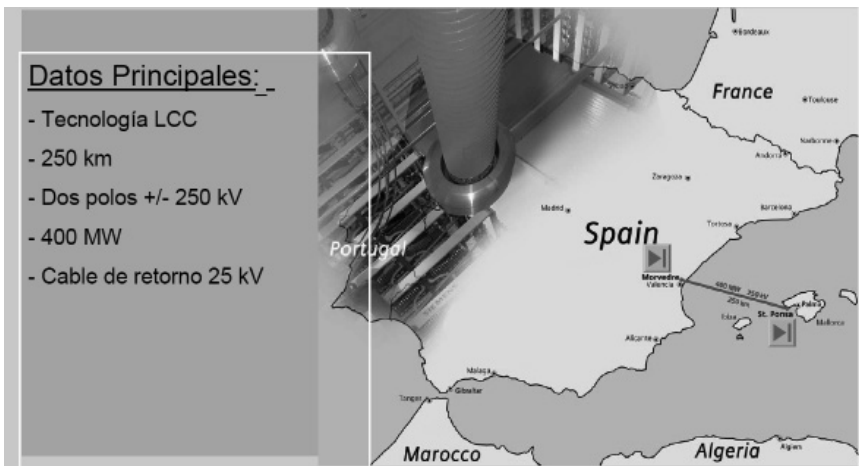 Datos Principales:
- Tecnología LCC
- 250 km
- Dos polos +/- 250 kV
- 400 MW
- Cable de retorno 25 kV
Bordeaux
France
Toulouse
Narbonne
Andorra
Zaragoza
Barcelona
Madrid
Tortosa
Spain
Portugal
Morvedre
Valencia
400 MW 250 kV
250 km
Palma
St. Ponsa
Ibiza
Mallorca
Alicante
Malaga
Gibraltar
Tanger
Marocco
Algeria
Algiers